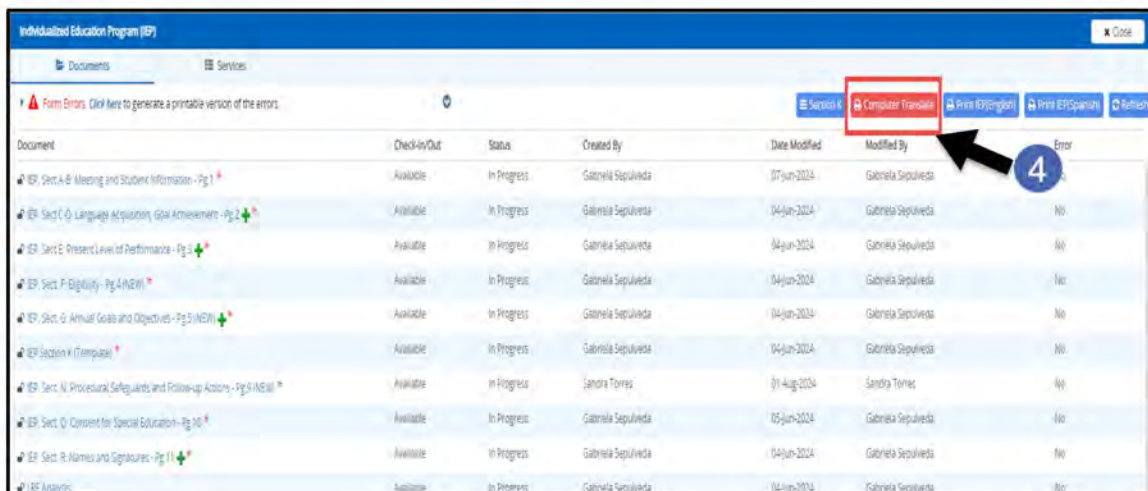 Individualized Education Program (IEP)
x Close
Documents
Services
Form Errors. Click here to generate a printable version of the errors.
Section K
Computer Translate
Print IEP(English)
Print IEP(Spanish)
Refresh
Document Check-In/Out Status Created By Date Modified Modified By Error
4
IEP, Sect A-B: Meeting and Student Information - Pg 1 * Available In Progress Gabriela Sepulveda 07-Jun-2024 Gabriela Sepulveda
IEP, Sect C-D: Language Acquisition, Goal Achievement - Pg 2 * Available In Progress Gabriela Sepulveda 04-Jun-2024 Gabriela Sepulveda No
IEP, Sect E: Present Level of Performance - Pg 3 * Available In Progress Gabriela Sepulveda 04-Jun-2024 Gabriela Sepulveda No
IEP, Sect. F: Eligibility - Pg 4 (NEW) * Available In Progress Gabriela Sepulveda 04-Jun-2024 Gabriela Sepulveda No
IEP, Sect. G: Annual Goals and Objectives - Pg 5 (NEW) * Available In Progress Gabriela Sepulveda 04-Jun-2024 Gabriela Sepulveda No
IEP Section K (Template) * Available In Progress Gabriela Sepulveda 04-Jun-2024 Gabriela Sepulveda No
IEP, Sect. N: Procedural Safeguards and Follow-up Actions - Pg 9 (NEW) * Available In Progress Sandra Torres 01-Aug-2024 Sandra Torres No
IEP, Sect. Q: Consent for Special Education - Pg 10 * Available In Progress Gabriela Sepulveda 05-Jun-2024 Gabriela Sepulveda No
IEP, Sect. R: Names and Signatures - Pg 11 * Available In Progress Gabriela Sepulveda 04-Jun-2024 Gabriela Sepulveda No
LRE Analysis Available In Progress Gabriela Sepulveda 04-Jun-2024 Gabriela Sepulveda No